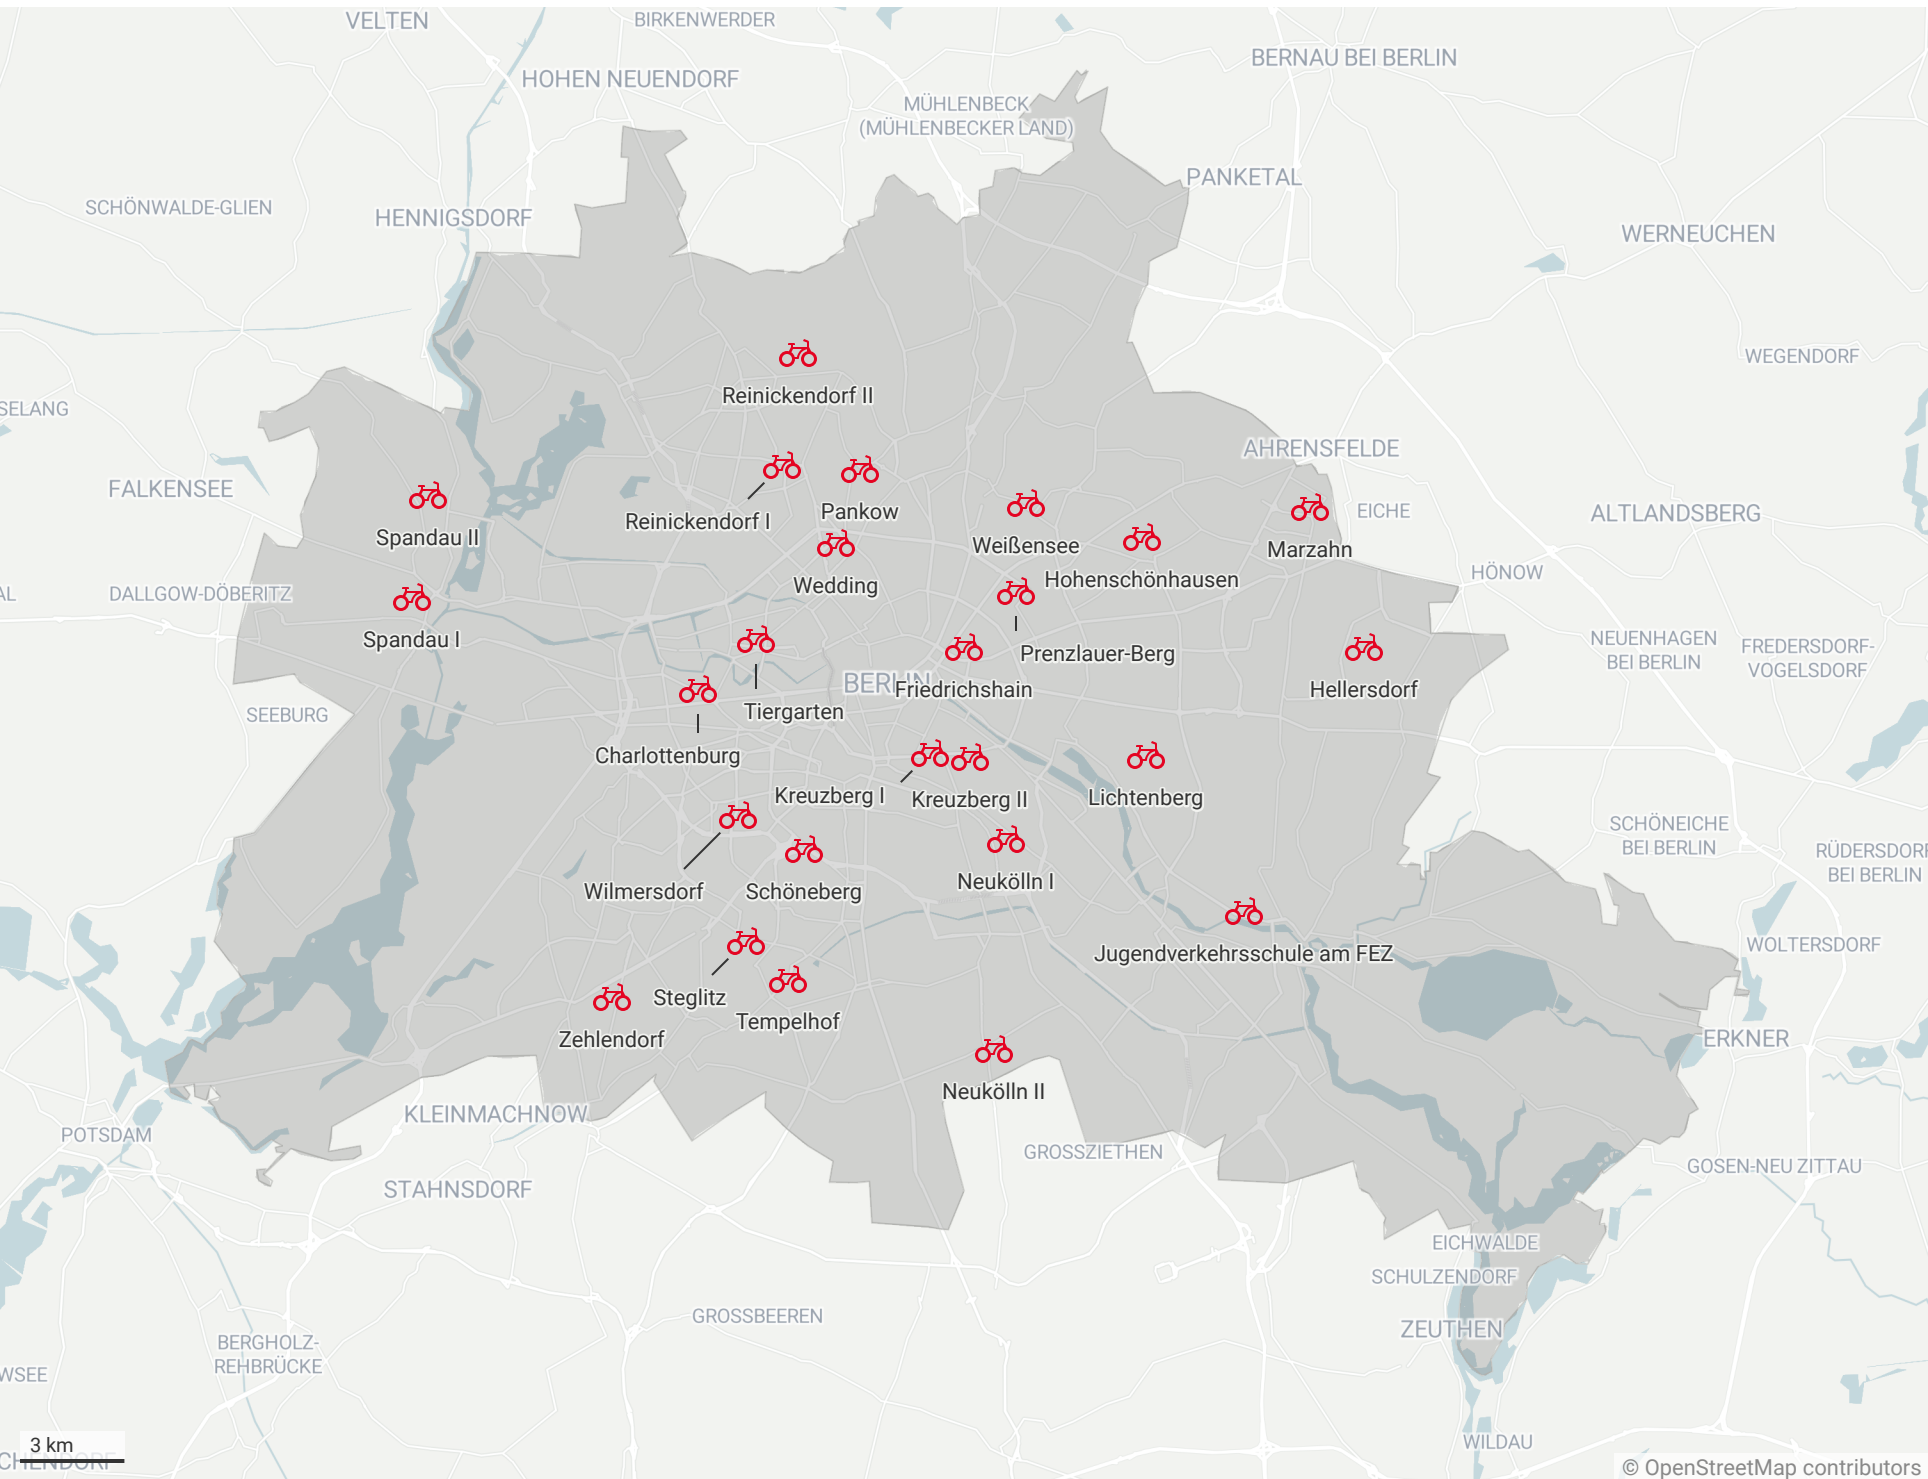 VELTEN
BIRKENWERDER
HOHEN NEUENDORF
BERNAU BEI BERLIN
MÜHLENBECK
(MÜHLENBECKER LAND)
PANKETAL
SCHÖNWALDE-GLIEN
HENNIGSDORF
WERNEUCHEN
WEGENDORF
Reinickendorf II
SELANG
AHRENSFELDE
FALKENSEE
EICHE
ALTLANDSBERG
Reinickendorf I
Pankow
Spandau II
Weißensee
Marzahn
Hohenschönhausen
HÖNOW
Wedding
AL
DALLGOW-DÖBERITZ
Spandau I
Prenzlauer-Berg
NEUENHAGEN
BEI BERLIN
FREDERSDORF-
VOGELSDORF
BERLIN
Friedrichshain
Hellersdorf
SEEBURG
Tiergarten
Charlottenburg
Kreuzberg I
Kreuzberg II
Lichtenberg
SCHÖNEICHE
BEI BERLIN
RÜDERSDORF
BEI BERLIN
Wilmersdorf
Schöneberg
Neukölln I
Jugendverkehrsschule am FEZ
WOLTERSDORF
Steglitz
Tempelhof
Zehlendorf
ERKNER
Neukölln II
KLEINMACHNOW
POTSDAM
GROSSZIETHEN
GOSEN-NEU ZITTAU
STAHNSDORF
EICHWALDE
SCHULZENDORF
GROSSBEEREN
ZEUTHEN
BERGHOLZ-
REHBRÜCKE
WSEE
3 km
CHENDORF
WILDAU
© OpenStreetMap contributors